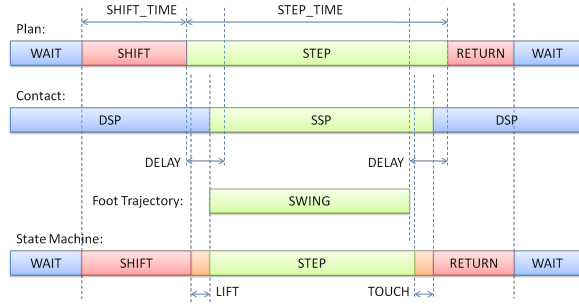 SHIFT_TIME STEP_TIME
Plan:
WAIT SHIFT STEP RETURN WAIT
Contact:
DSP SSP DSP
DELAY DELAY
Foot Trajectory: SWING
State Machine:
WAIT SHIFT STEP RETURN WAIT
LIFT TOUCH